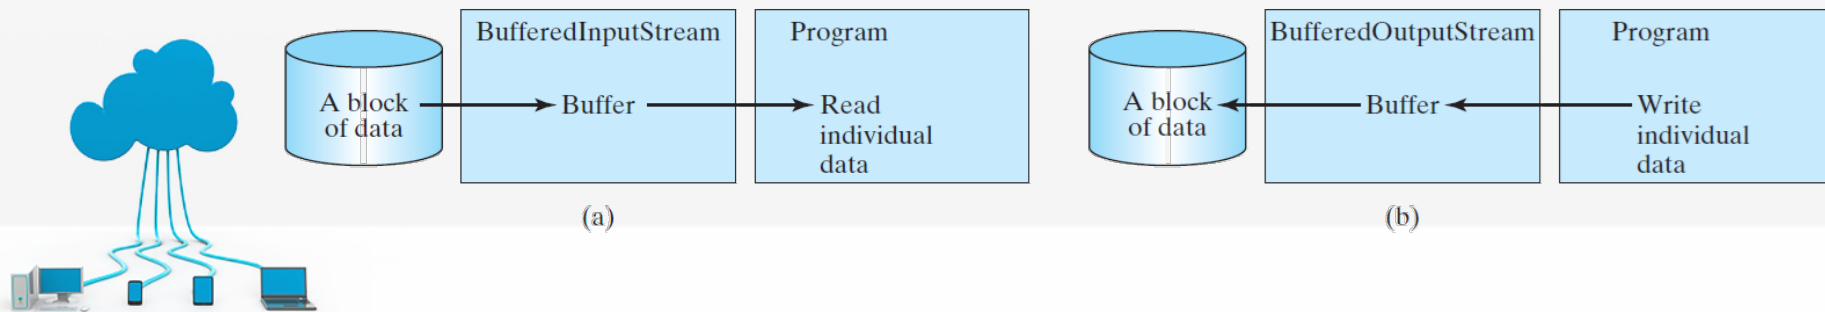 BufferedInputStream
Program
A block
of data
Buffer
Read
individual
data
(a)
BufferedOutputStream
Program
A block
of data
Buffer
Write
individual
data
(b)